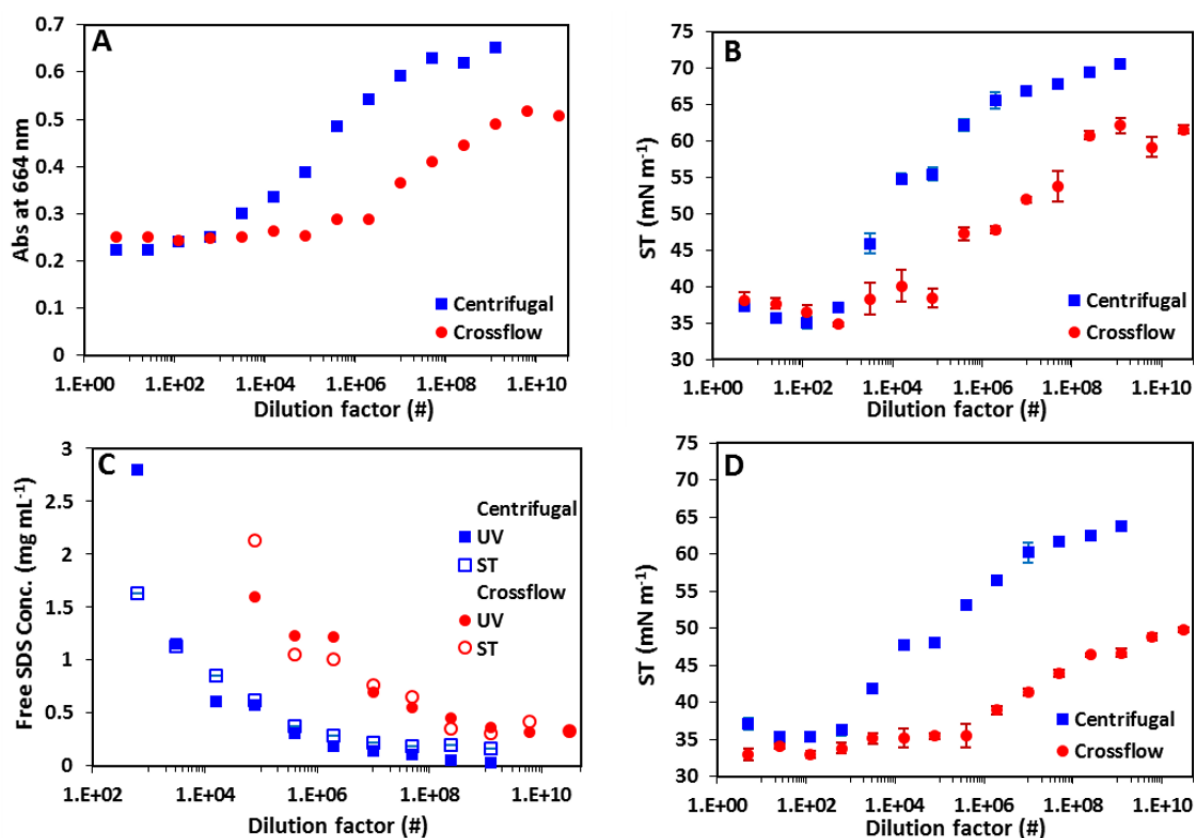 A
Abs at 664 nm
0.7
0.6
0.5
0.4
0.3
0.2
0.1
0
Centrifugal
Crossflow
1.E+00 1.E+02 1.E+04 1.E+06 1.E+08 1.E+10
Dilution factor (#)
B
ST (mN m-1)
75
70
65
60
55
50
45
40
35
30
Centrifugal
Crossflow
1.E+00 1.E+02 1.E+04 1.E+06 1.E+08 1.E+10
Dilution factor (#)
C
Free SDS Conc. (mg mL-1)
3
2.5
2
1.5
1
0.5
0
Centrifugal
UV
ST
Crossflow
UV
ST
1.E+02 1.E+04 1.E+06 1.E+08 1.E+10
Dilution factor (#)
D
ST (mN m-1)
75
70
65
60
55
50
45
40
35
30
Centrifugal
Crossflow
1.E+00 1.E+02 1.E+04 1.E+06 1.E+08 1.E+10
Dilution factor (#)